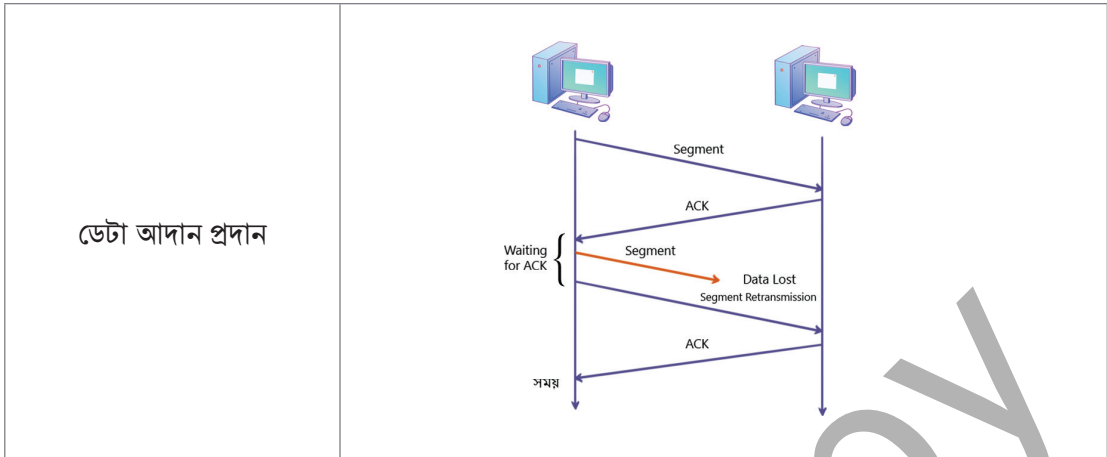 ডেটা আদান প্রদান
Segment
ACK
Waiting
for ACK
Segment
Data Lost
Segment Retransmission
ACK
সময়